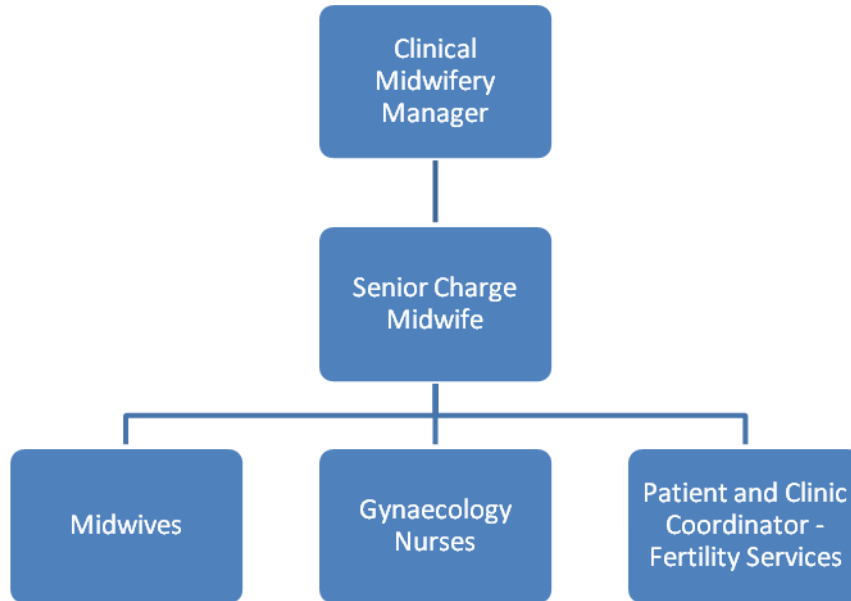 Clinical
Midwifery
Manager
Senior Charge
Midwife
Midwives
Gynaecology
Nurses
Patient and Clinic
Coordinator -
Fertility Services